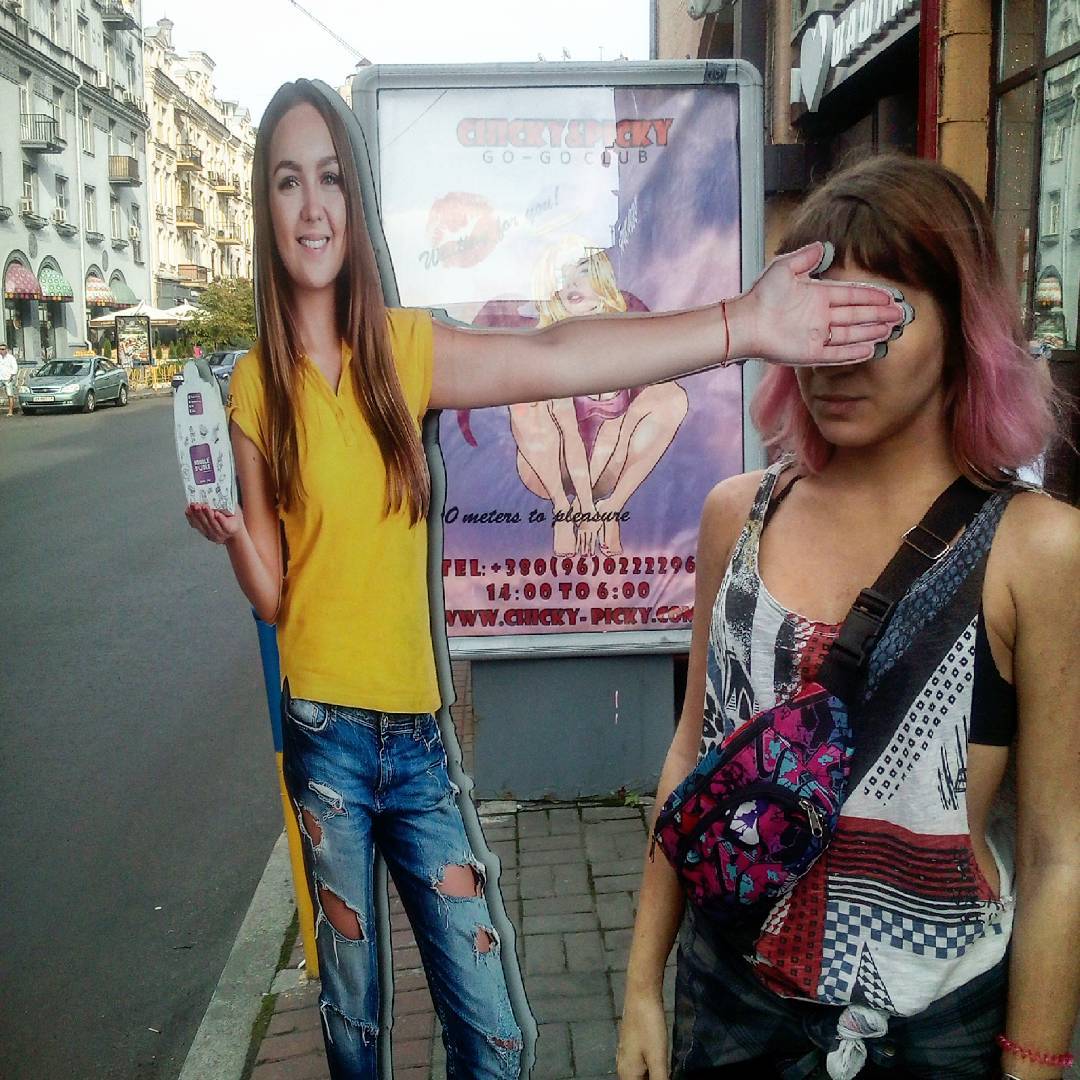 CHICKY&PICKY
GO-GO CLUB
for you!
0 meters to pleasure
TEL: +380(96)0222296
14:00 TO 6:00
WWW.CHICKY-PICKY.COM